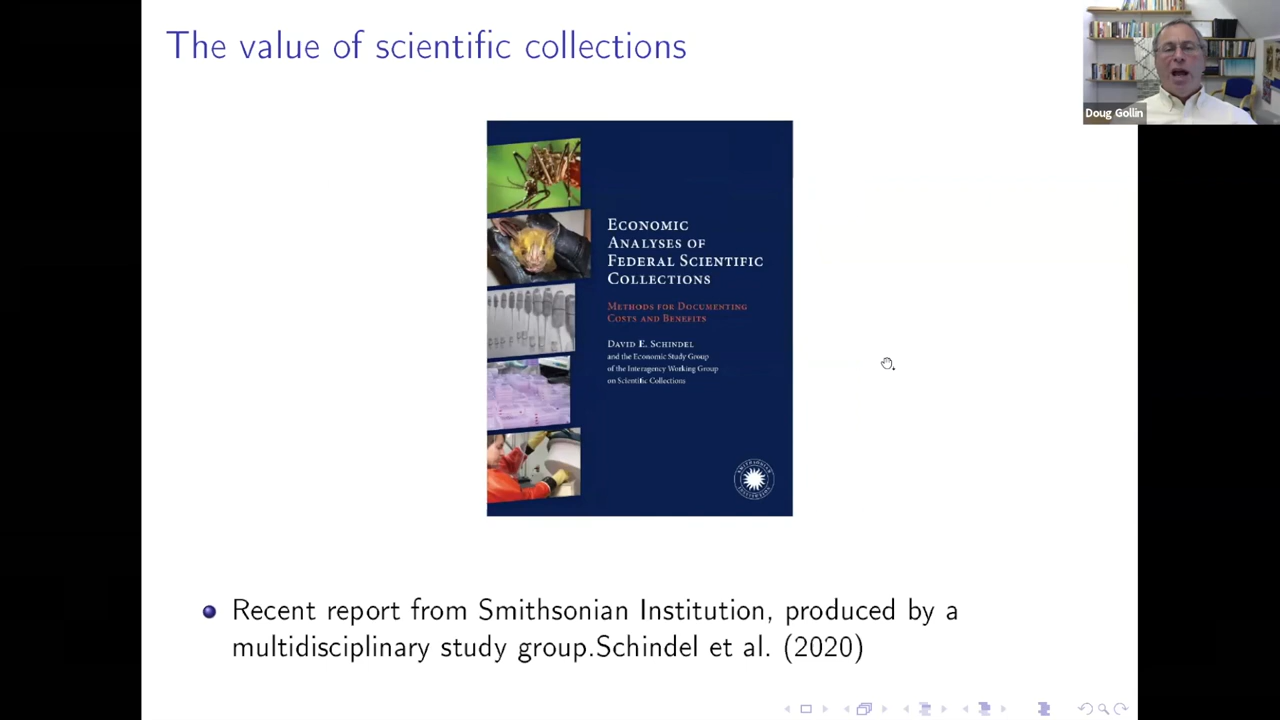 The value of scientific collections
Doug Gollin
ECONOMIC
ANALYSES OF
FEDERAL SCIENTIFIC
COLLECTIONS
METHODS FOR DOCUMENTING
COSTS AND BENEFITS
DAVID E. SCHINDEL
and the Economic Study Group
of the Interagency Working Group
on Scientific Collections
SMITHSONIAN
INSTITUTION
Recent report from Smithsonian Institution, produced by a
multidisciplinary study group.Schindel et al. (2020)